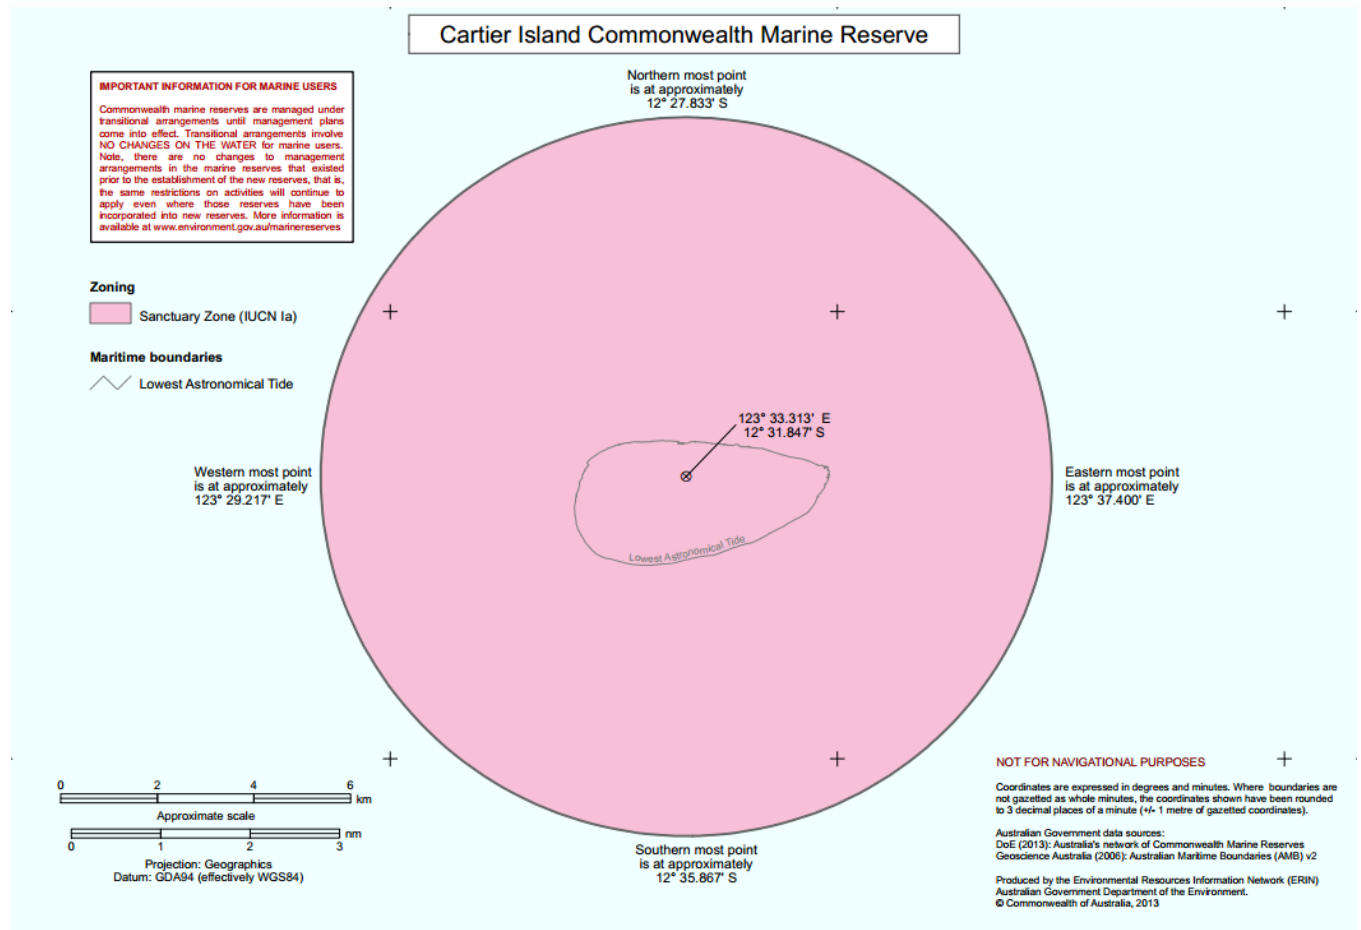 Cartier Island Commonwealth Marine Reserve
IMPORTANT INFORMATION FOR MARINE USERS
Commonwealth marine reserves are managed under
transitional arrangements until management plans
come into effect. Transitional arrangements involve
NO CHANGES ON THE WATER for marine users.
Note, there are no changes to management
arrangements in the marine reserves that existed
prior to the establishment of the new reserves, that is,
the same restrictions on activities will continue to
apply even where those reserves have been
incorporated into new reserves. More information is
available at www.environment.gov.au/marinereserves
Northern most point
is at approximately
12° 27.833' S
Zoning
Sanctuary Zone (IUCN Ia)
Maritime boundaries
Lowest Astronomical Tide
123° 33.313' E
12° 31.847' S
Western most point
is at approximately
123° 29.217' E
Eastern most point
is at approximately
123° 37.400' E
Lowest Astronomical Tide
0 2 4 6 km
Approximate scale
0 1 2 3 nm
Projection: Geographics
Datum: GDA94 (effectively WGS84)
Southern most point
is at approximately
12° 35.867' S
NOT FOR NAVIGATIONAL PURPOSES
Coordinates are expressed in degrees and minutes. Where boundaries are
not gazetted as whole minutes, the coordinates shown have been rounded
to 3 decimal places of a minute (+/- 1 metre of gazetted coordinates).
Australian Government data sources:
DoE (2013): Australia's network of Commonwealth Marine Reserves
Geoscience Australia (2006): Australian Maritime Boundaries (AMB) v2
Produced by the Environmental Resources Information Network (ERIN)
Australian Government Department of the Environment.
© Commonwealth of Australia, 2013